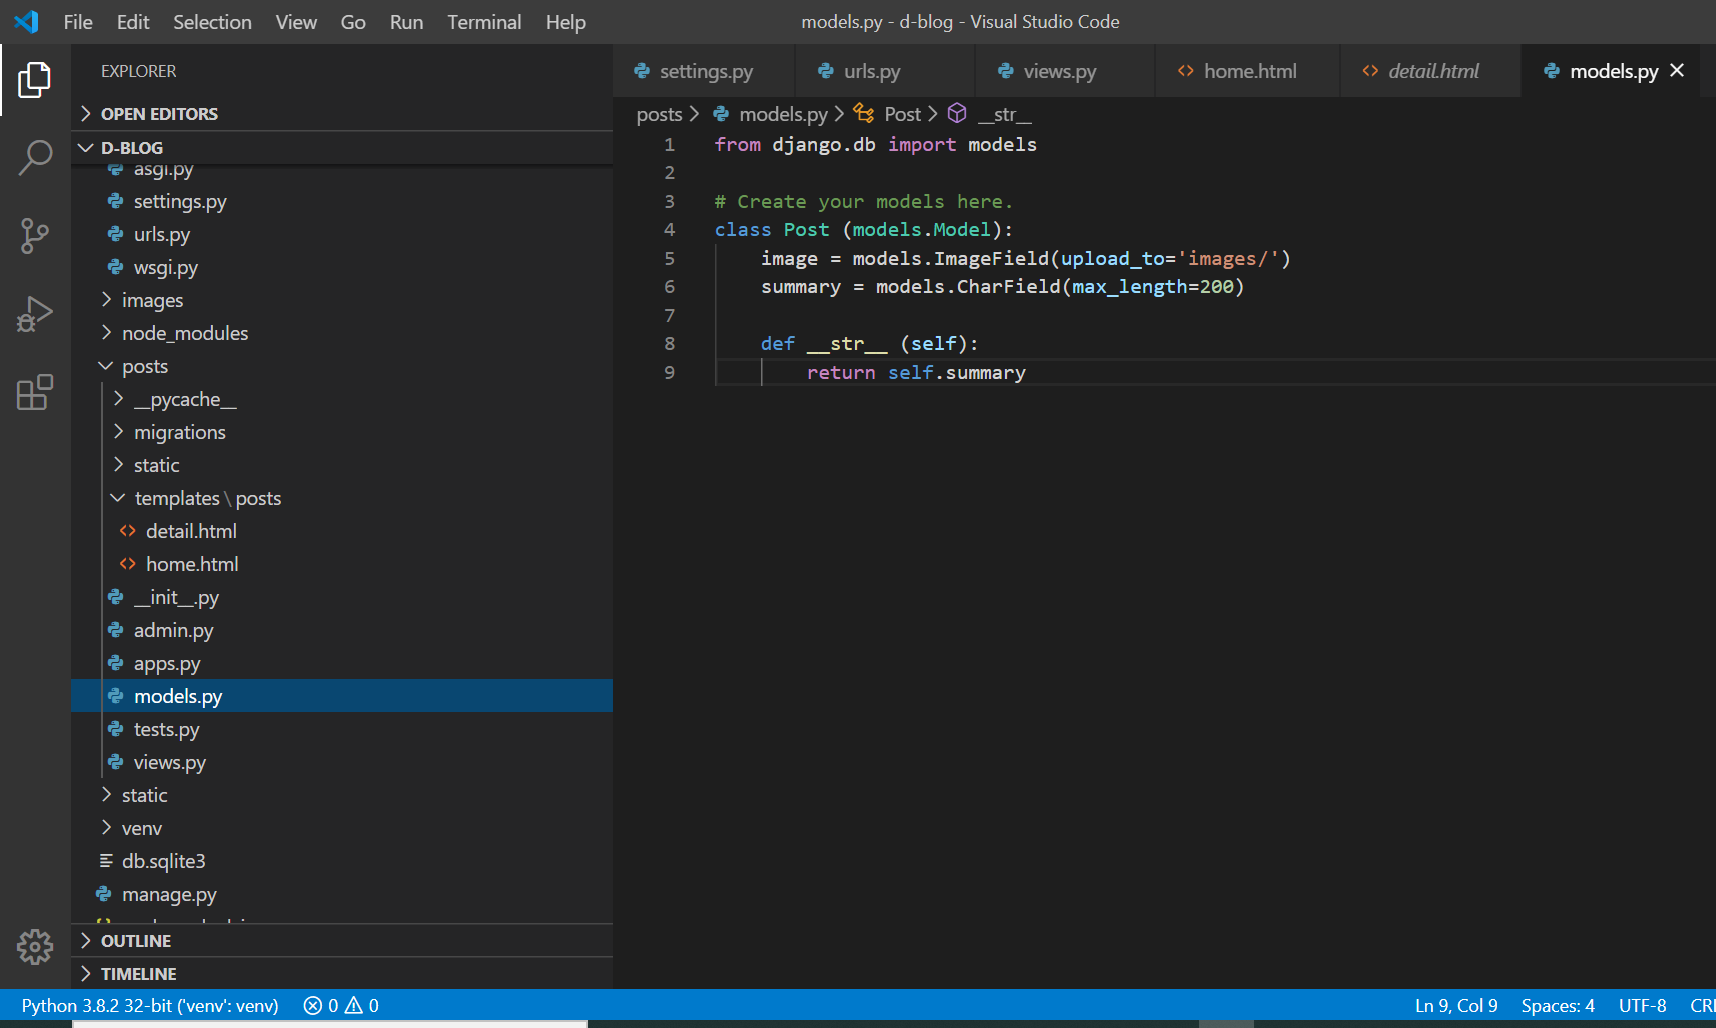 File Edit Selection View Go Run Terminal Help models.py - d-blog - Visual Studio Code
EXPLORER
OPEN EDITORS
D-BLOG
asgi.py
settings.py
urls.py
wsgi.py
images
node_modules
posts
__pycache__
migrations
static
templates \ posts
detail.html
home.html
__init__.py
admin.py
apps.py
models.py
tests.py
views.py
static
venv
db.sqlite3
manage.py
OUTLINE
TIMELINE
settings.py urls.py views.py home.html detail.html models.py
posts > models.py > Post > __str__
1 from django.db import models
2
3 # Create your models here.
4 class Post (models.Model):
5 image = models.ImageField(upload_to='images/')
6 summary = models.CharField(max_length=200)
7
8 def __str__ (self):
9 return self.summary
Python 3.8.2 32-bit ('venv': venv) 0 0 Ln 9, Col 9 Spaces: 4 UTF-8